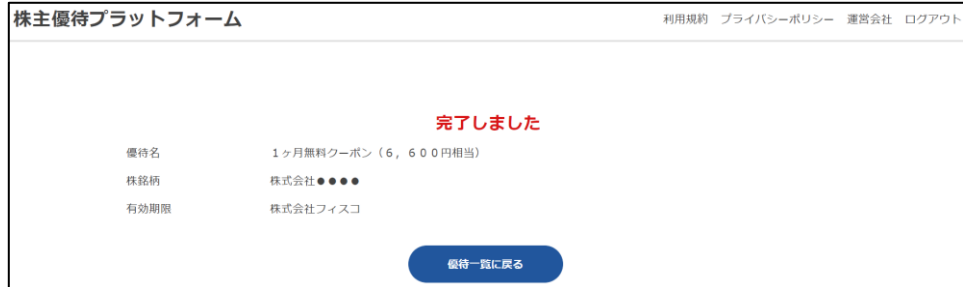 株主優待プラットフォーム
利用規約 プライバシーポリシー 運営会社 ログアウト
完了しました
優待名 1ヶ月無料クーポン(6,600円相当)
株銘柄 株式会社●●●●
有効期限 株式会社フィスコ
優待一覧に戻る